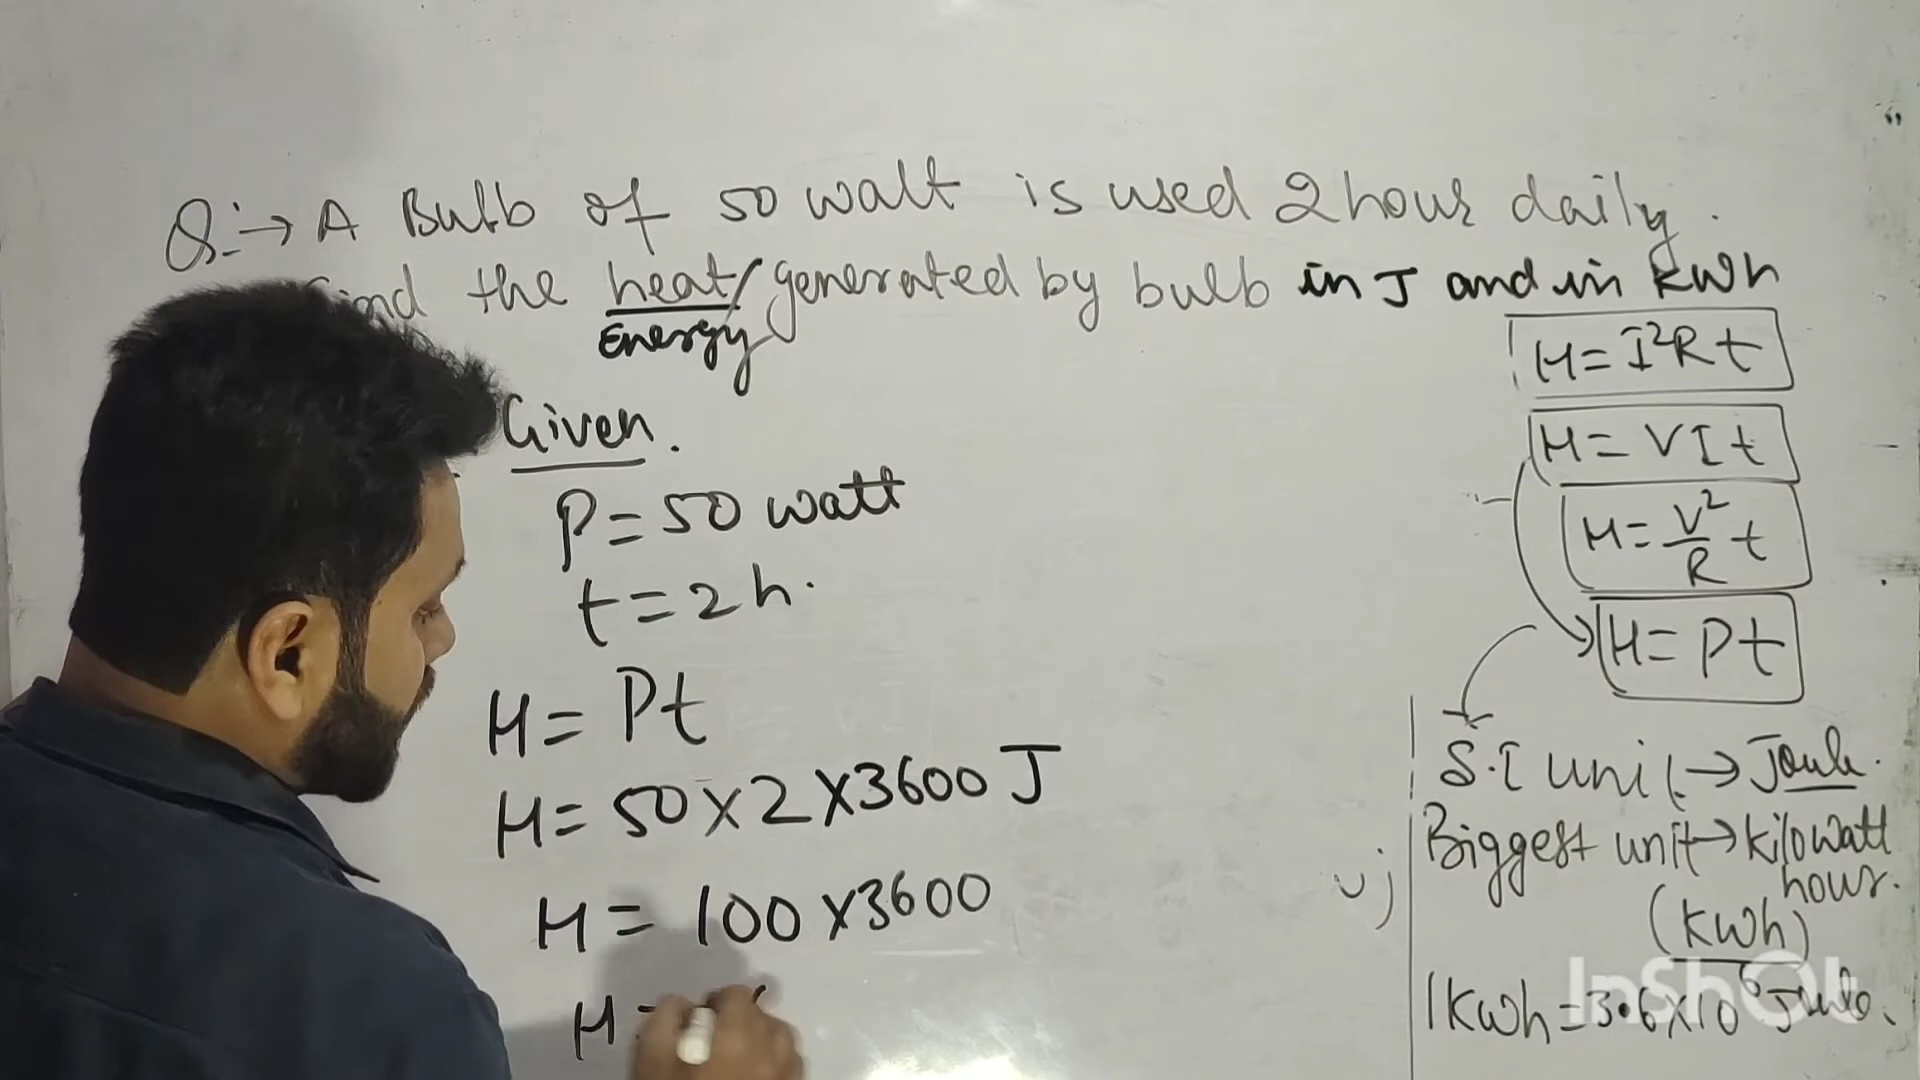 Q:→ A Bulb of 50 watt is used 2 hour daily.
find the heat/generated by bulb in J and in kWh
Energy
Given.
P=50 watt
t=2h.
H= Pt
H= 50×2×3600 J
H= 100×3600
H=
H=I²Rt
H= VIt
H= V²/R t
H= Pt
S.I unit→Joule.
Biggest unit→kilowatt
hour.
(kWh)
1kwh=3.6×10⁶ Joule.
InShOt